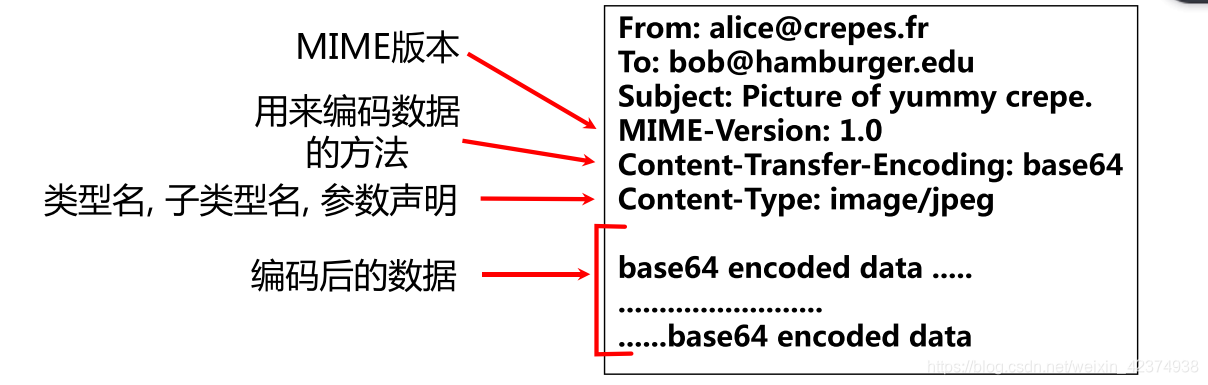 MIME版本
用来编码数据
的方法
类型名, 子类型名, 参数声明
编码后的数据
From: alice@crepes.fr
To: bob@hamburger.edu
Subject: Picture of yummy crepe.
MIME-Version: 1.0
Content-Transfer-Encoding: base64
Content-Type: image/jpeg
base64 encoded data .....
.........................
......base64 encoded data
https://blog.csdn.net/weixin_42374938